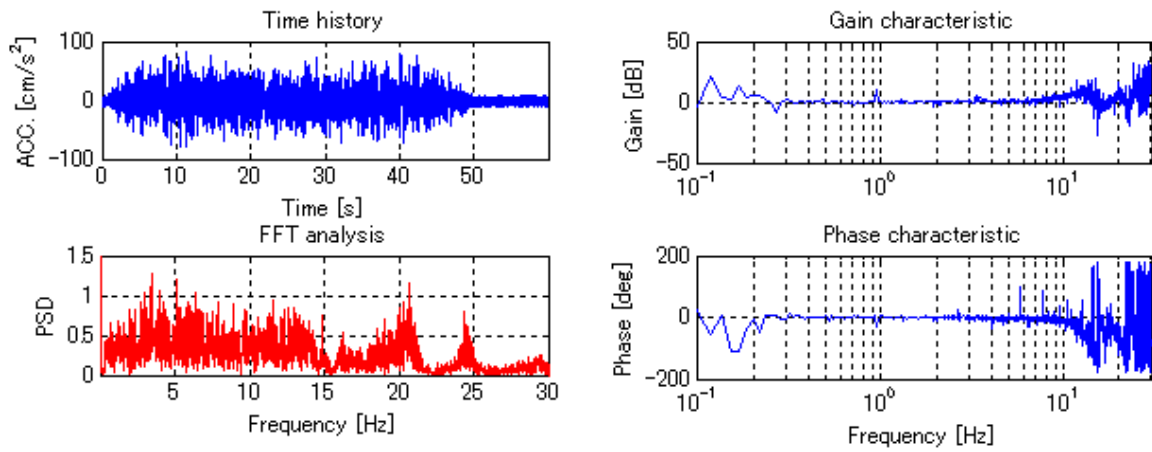 Time history
ACC. [cm/s²]
100
0
−100
0 10 20 30 40 50
Time [s]
FFT analysis
PSD
1.5
1
0.5
0
5 10 15 20 25 30
Frequency [Hz]
Gain characteristic
Gain [dB]
50
0
−50
10⁻¹ 10⁰ 10¹
Phase characteristic
Phase [deg]
200
0
−200
10⁻¹ 10⁰ 10¹
Frequency [Hz]